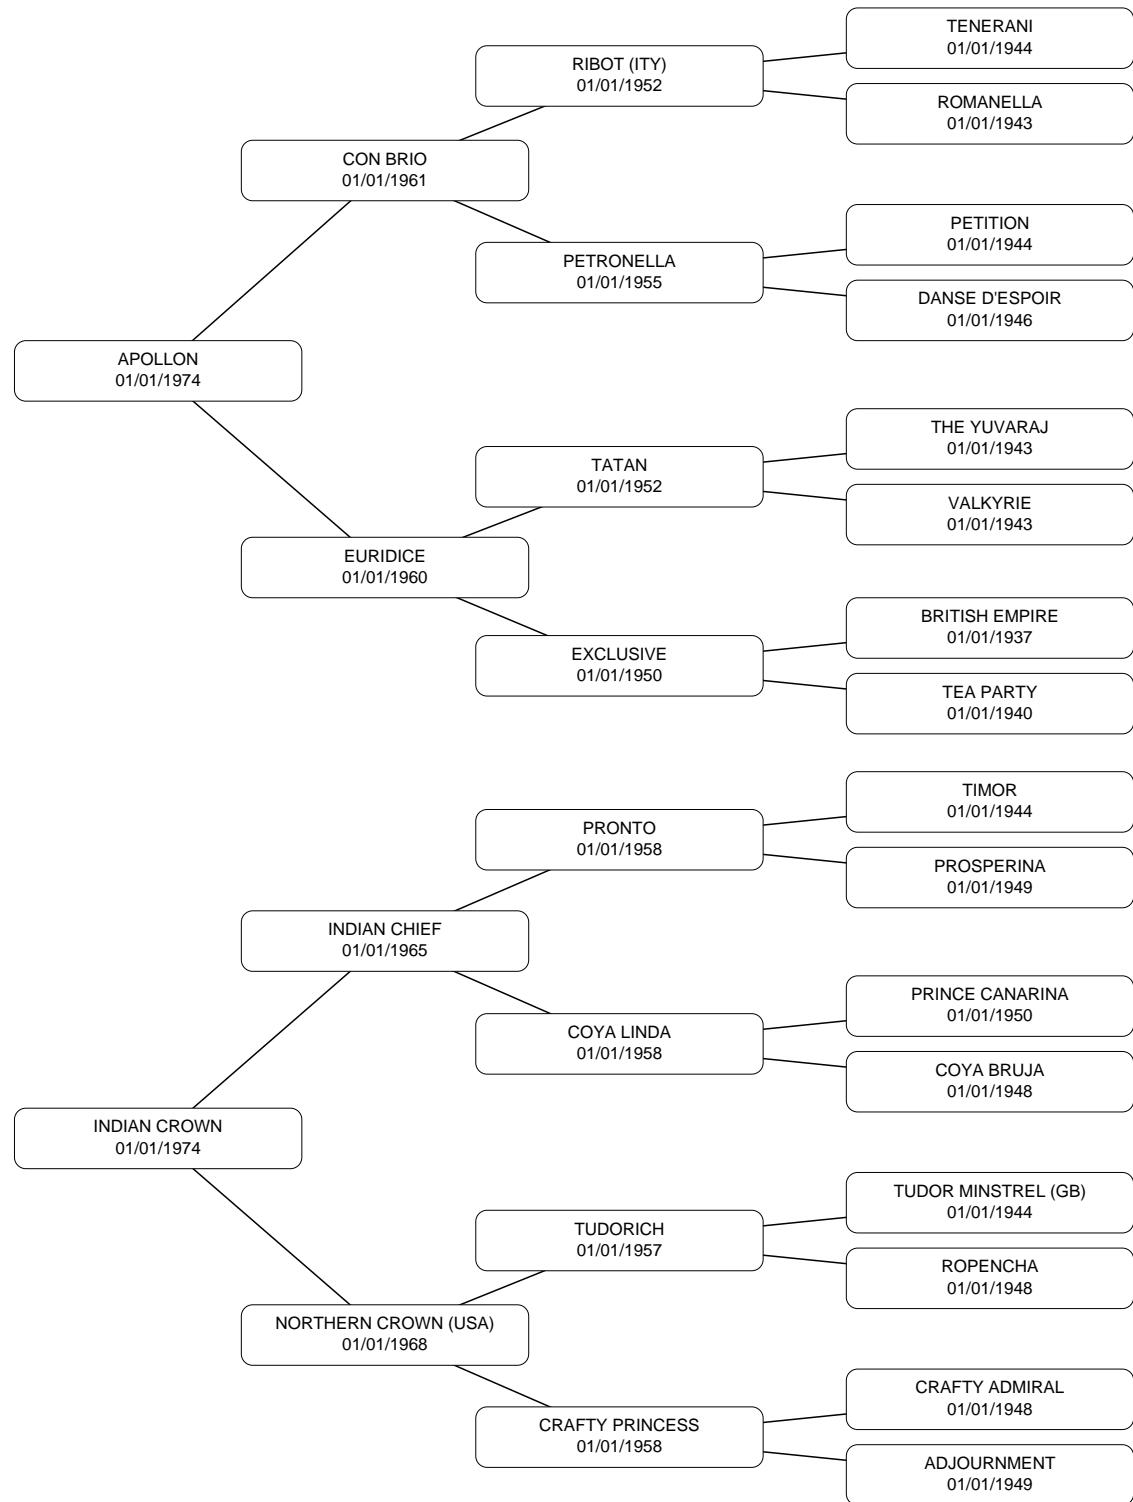 TENERANI
01/01/1944
RIBOT (ITY)
01/01/1952
ROMANELLA
01/01/1943
CON BRIO
01/01/1961
PETITION
01/01/1944
PETRONELLA
01/01/1955
DANSE D'ESPOIR
01/01/1946
APOLLON
01/01/1974
THE YUVARAJ
01/01/1943
TATAN
01/01/1952
VALKYRIE
01/01/1943
EURIDICE
01/01/1960
BRITISH EMPIRE
01/01/1937
EXCLUSIVE
01/01/1950
TEA PARTY
01/01/1940
TIMOR
01/01/1944
PRONTO
01/01/1958
PROSPERINA
01/01/1949
INDIAN CHIEF
01/01/1965
PRINCE CANARINA
01/01/1950
COYA LINDA
01/01/1958
COYA BRUJA
01/01/1948
INDIAN CROWN
01/01/1974
TUDOR MINSTREL (GB)
01/01/1944
TUDORICH
01/01/1957
ROPENCHA
01/01/1948
NORTHERN CROWN (USA)
01/01/1968
CRAFTY ADMIRAL
01/01/1948
CRAFTY PRINCESS
01/01/1958
ADJOURNMENT
01/01/1949